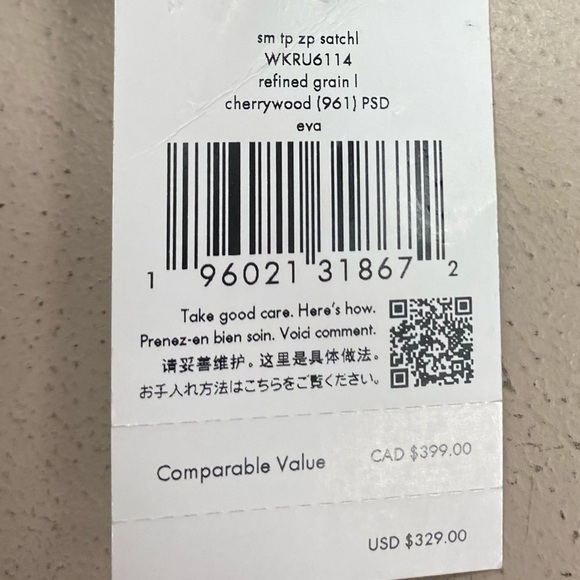 sm tp zp satchl
WKRU6114
refined grain l
cherrywood (961) PSD
eva
1 96021 31867 2
Take good care. Here's how.
Prenez-en bien soin. Voici comment.
请妥善维护。这里是具体做法。
お手入れ方法はこちらをご覧ください。
Comparable Value CAD $399.00
USD $329.00